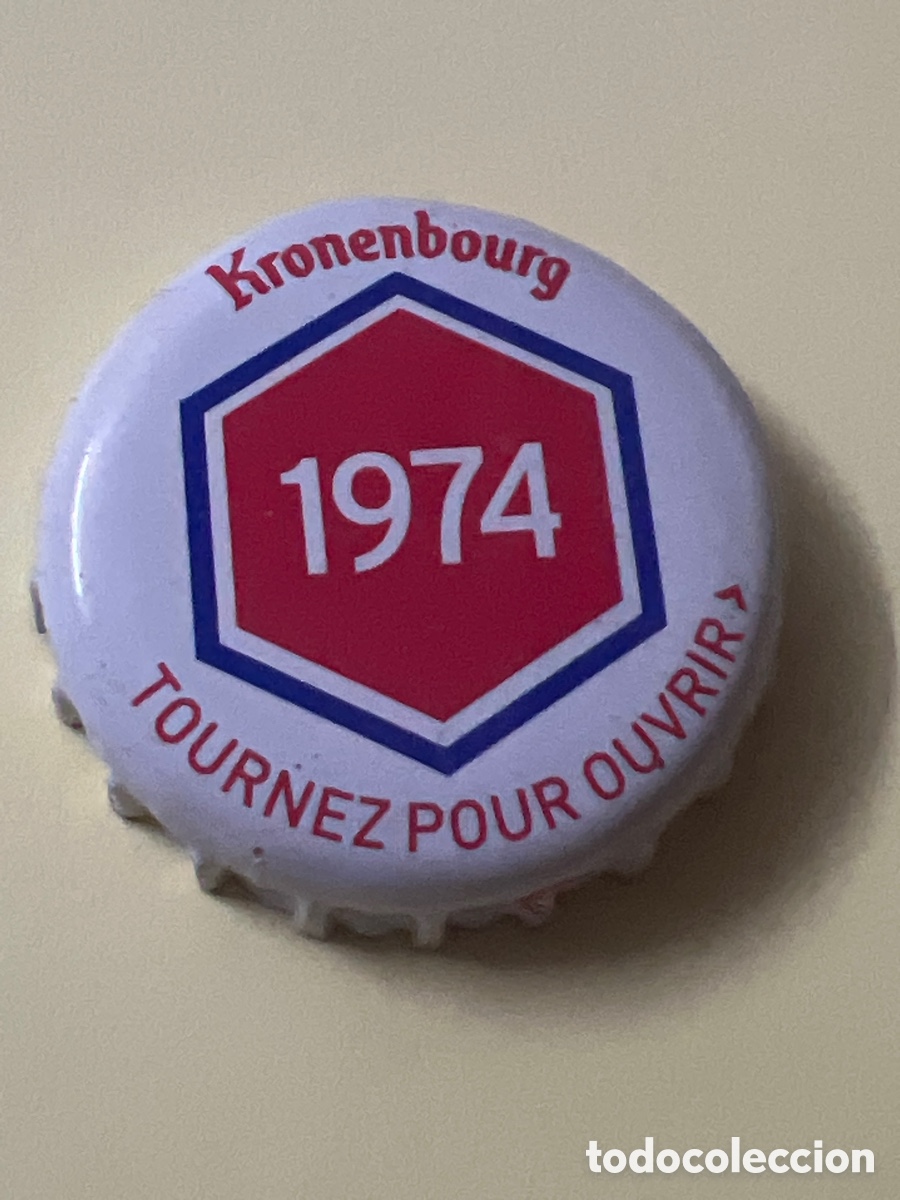 Kronenbourg
1974
TOURNEZ POUR OUVRIR >
todocoleccion